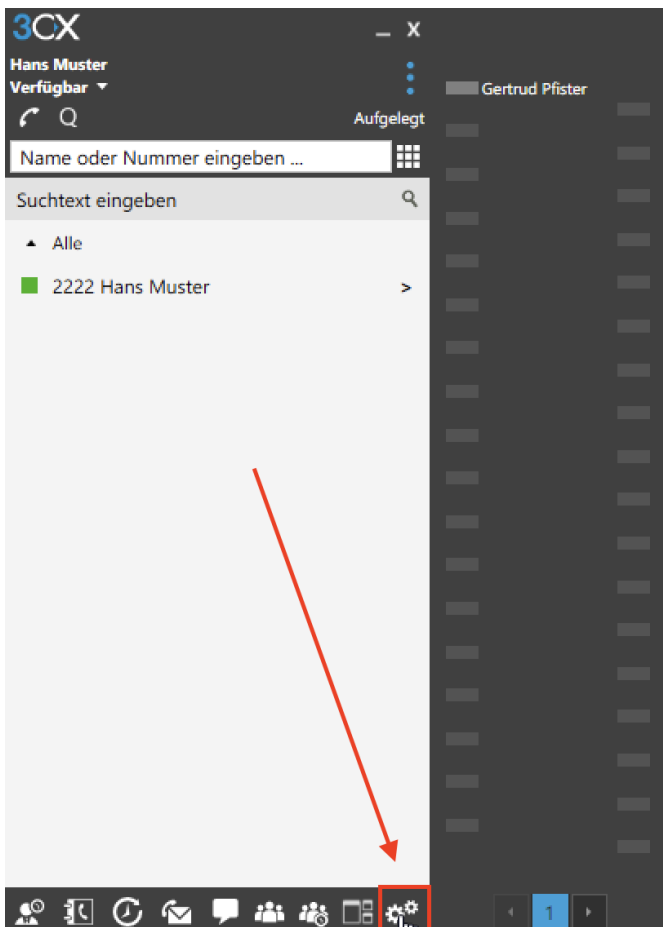 3CX
_ X
Hans Muster
Verfügbar
Q
Aufgelegt
Name oder Nummer eingeben ...
Suchtext eingeben
Alle
2222 Hans Muster
>
Gertrud Pfister
1